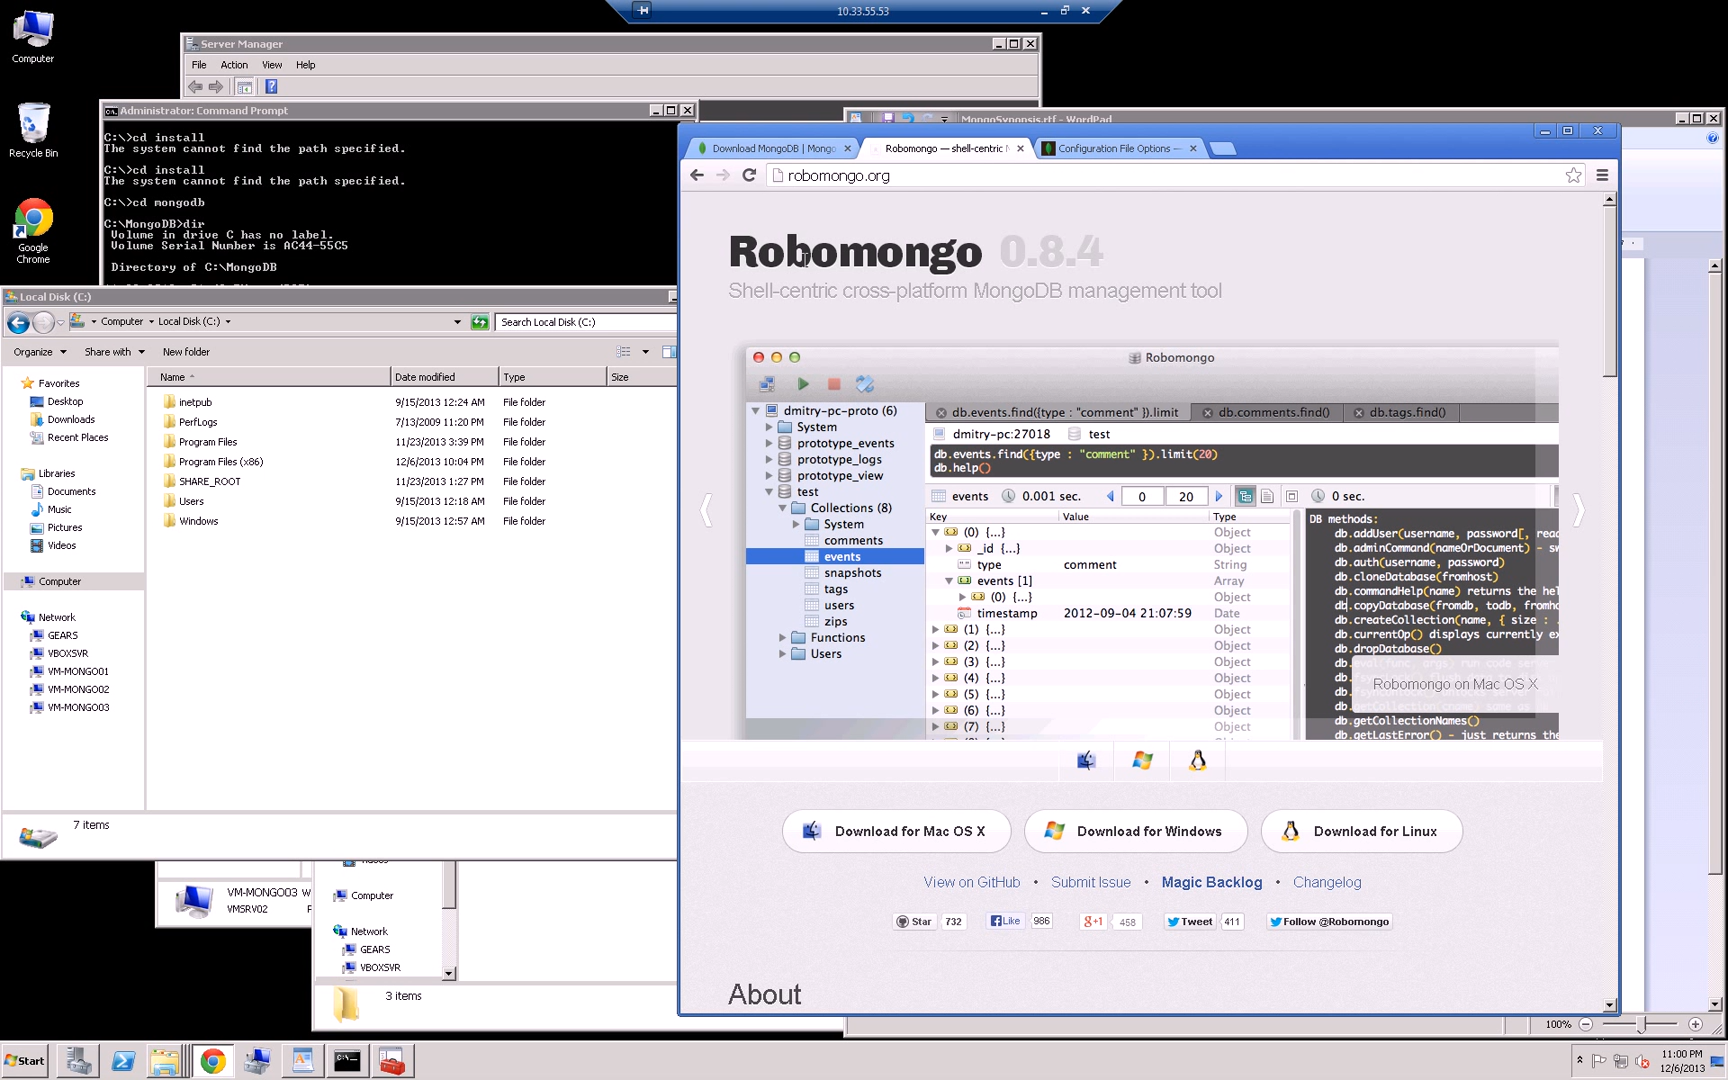 10.33.55.53
Computer
Recycle Bin
Google
Chrome
Server Manager
File Action View Help
Administrator: Command Prompt
C:\>cd install
The system cannot find the path specified.
C:\>cd install
The system cannot find the path specified.
C:\>cd mongodb
C:\MongoDB>dir
Volume in drive C has no label.
Volume Serial Number is AC44-55C5
Directory of C:\MongoDB
MongoSynopsis.rtf - WordPad
Local Disk (C:)
Computer Local Disk (C:)
Search Local Disk (C:)
Organize Share with New folder
Name Date modified Type Size
Favorites
Desktop
Downloads
Recent Places
Libraries
Documents
Music
Pictures
Videos
Computer
Network
GEARS
VBOXSVR
VM-MONGO01
VM-MONGO02
VM-MONGO03
inetpub 9/15/2013 12:24 AM File folder
PerfLogs 7/13/2009 11:20 PM File folder
Program Files 11/23/2013 3:39 PM File folder
Program Files (x86) 12/6/2013 10:04 PM File folder
SHARE_ROOT 11/23/2013 1:27 PM File folder
Users 9/15/2013 12:18 AM File folder
Windows 9/15/2013 12:57 AM File folder
7 items
VM-MONGO03 W
VMSRV02 F
Computer
Network
GEARS
VBOXSVR
3 items
Download MongoDB | Mongo
Robomongo — shell-centric
Configuration File Options —
robomongo.org
Robomongo 0.8.4
Shell-centric cross-platform MongoDB management tool
Robomongo
dmitry-pc-proto (6)
System
prototype_events
prototype_logs
prototype_view
test
Collections (8)
System
comments
events
snapshots
tags
users
zips
Functions
Users
db.events.find({type : "comment" }).limit
db.comments.find()
db.tags.find()
dmitry-pc:27018 test
db.events.find({type : "comment" }).limit(20)
db.help()
events 0.001 sec. 0 20
0 sec.
Key Value Type
(0) {...} Object
_id {...} Object
type comment String
events [1] Array
(0) {...} Object
timestamp 2012-09-04 21:07:59 Date
(1) {...} Object
(2) {...} Object
(3) {...} Object
(4) {...} Object
(5) {...} Object
(6) {...} Object
(7) {...} Object
DB methods:
db.addUser(username, password[, read
db.adminCommand(nameOrDocument) - sw
db.auth(username, password)
db.cloneDatabase(fromhost)
db.commandHelp(name) returns the hel
db.copyDatabase(fromdb, todb, fromho
db.createCollection(name, { size :
db.currentOp() displays currently ex
db.dropDatabase()
db.getCollectionNames()
db.getLastError() - just returns the
Robomongo on Mac OS X
Download for Mac OS X
Download for Windows
Download for Linux
View on GitHub • Submit Issue • Magic Backlog • Changelog
Star 732
Like 986
g+1 458
Tweet 411
Follow @Robomongo
About
100%
Start
11:00 PM
12/6/2013